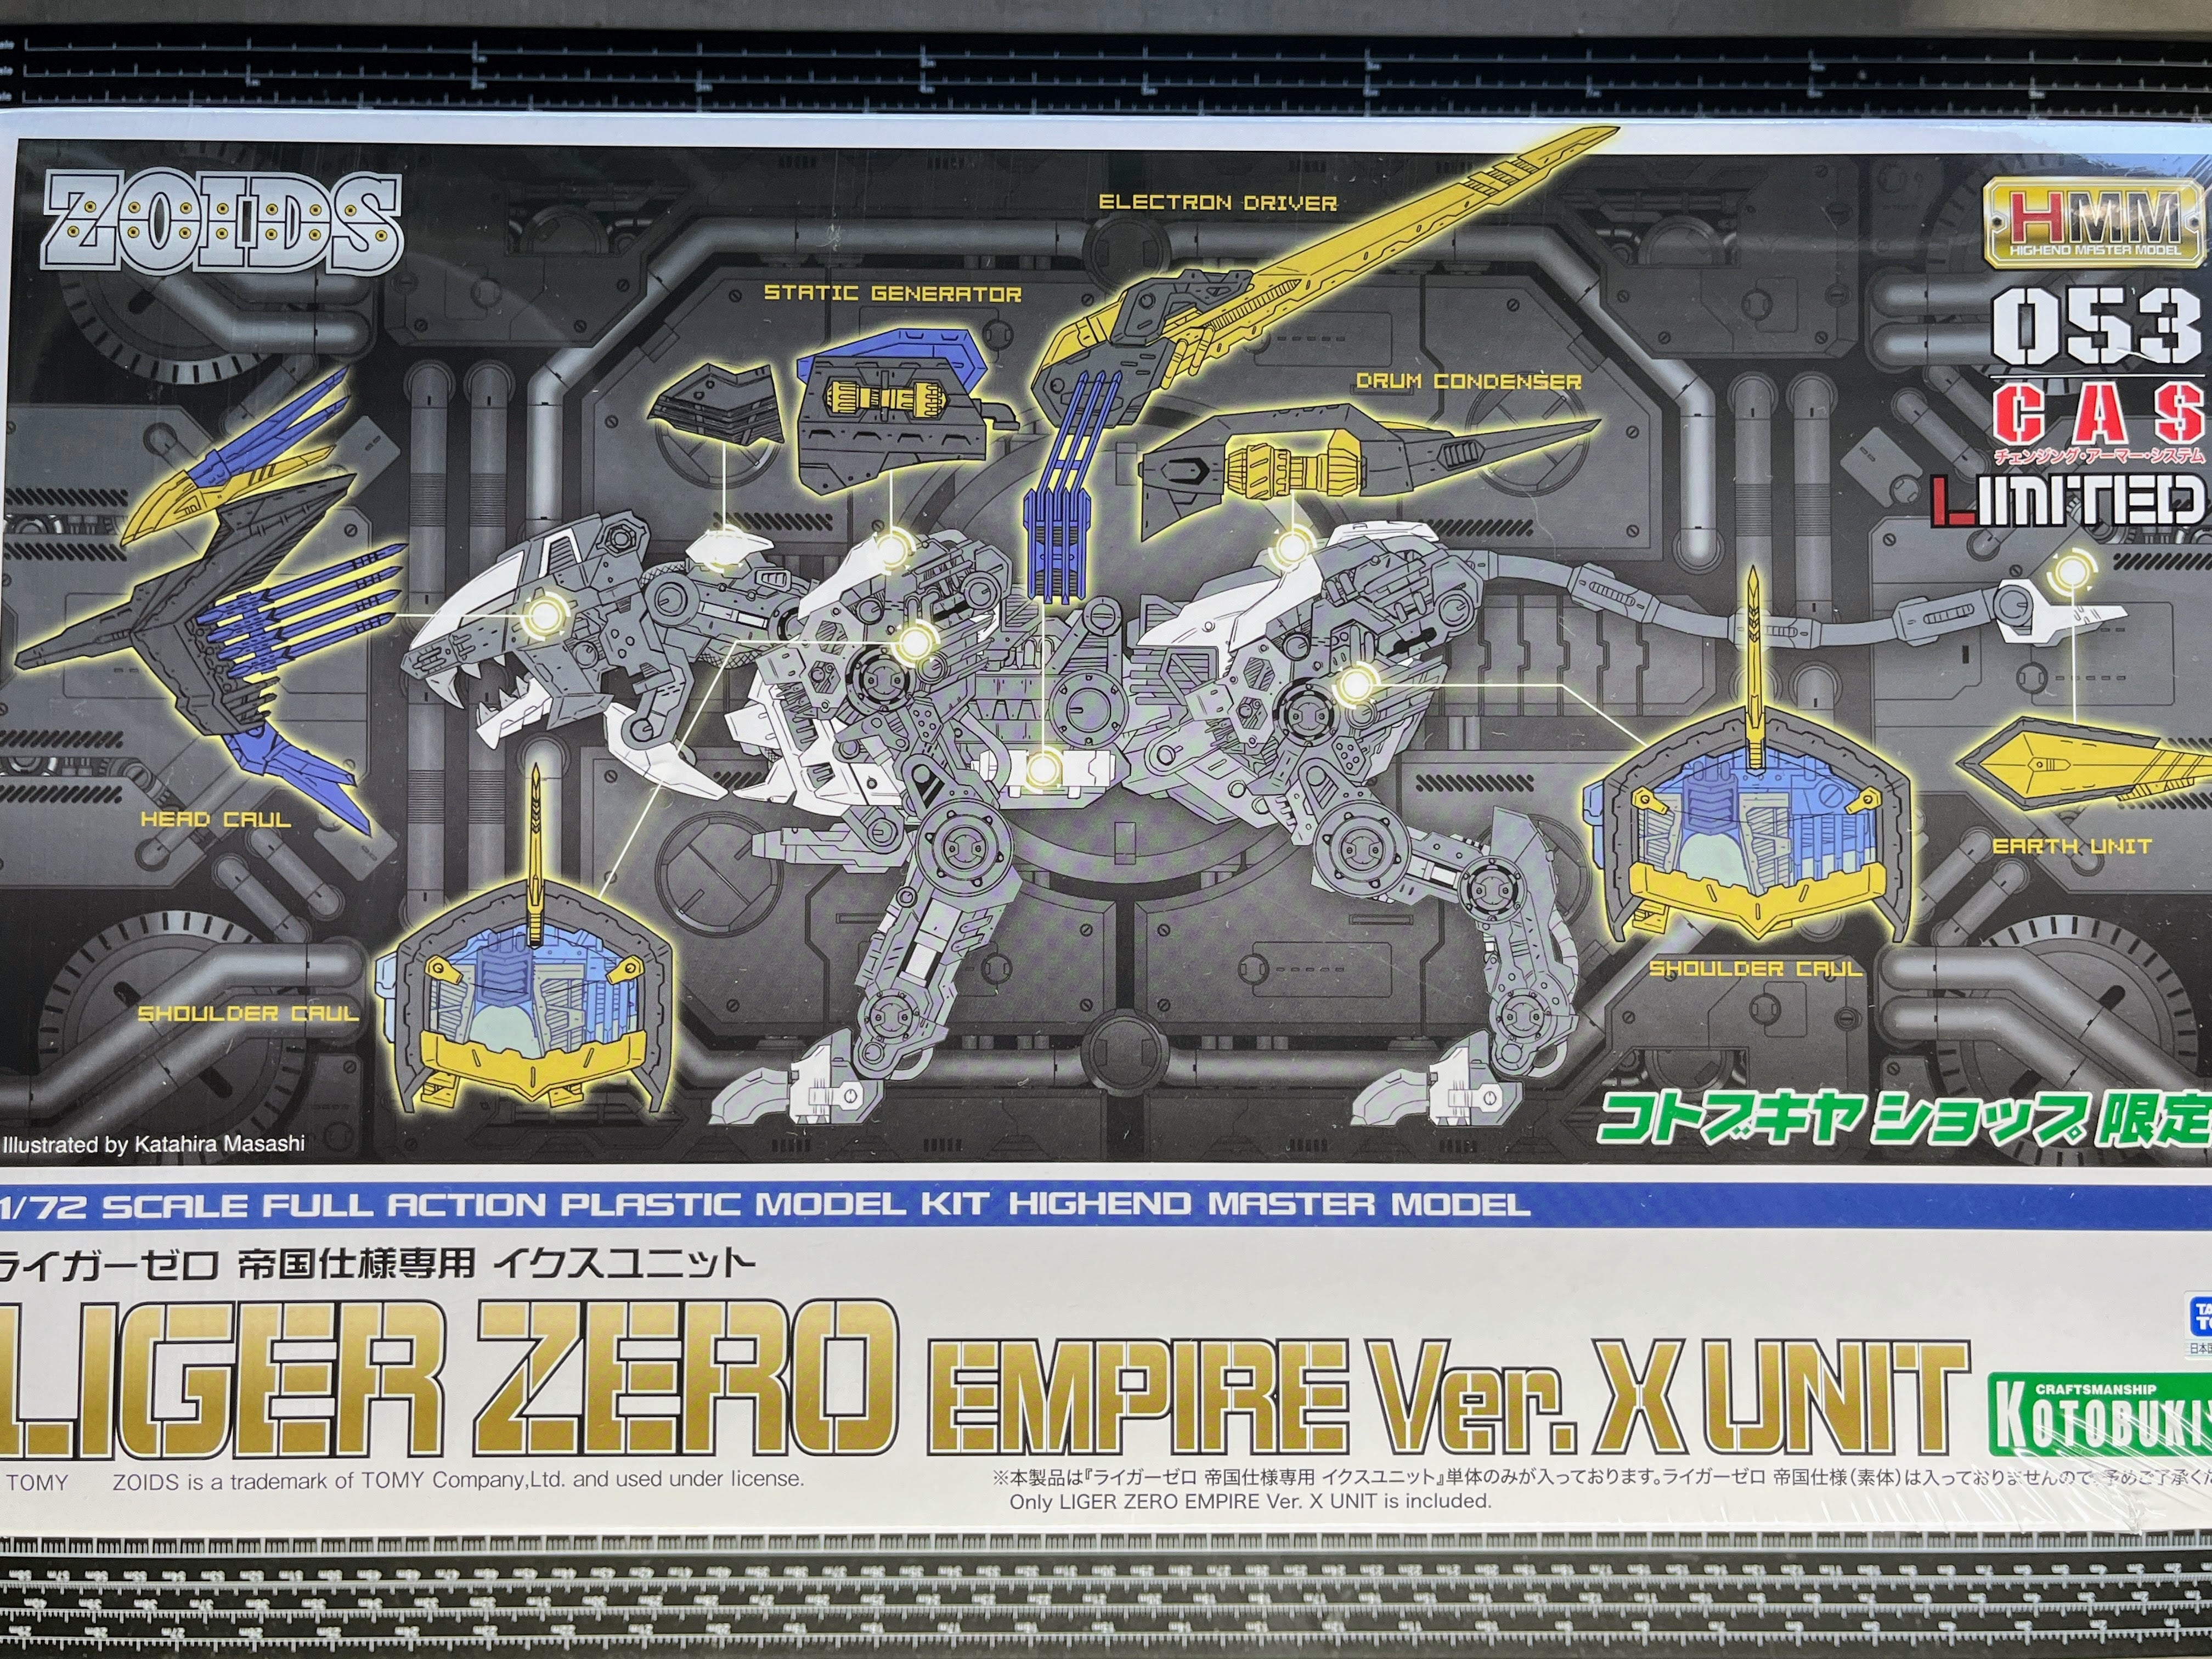 ZOIDS
HMM
HIGHEND MASTER MODEL
053
CAS
チェンジング・アーマー・システム
LIMITED
ELECTRON DRIVER
STATIC GENERATOR
DRUM CONDENSER
HEAD CAUL
EARTH UNIT
SHOULDER CAUL
SHOULDER CAUL
コトブキヤ ショップ 限定
Illustrated by Katahira Masashi
1/72 SCALE FULL ACTION PLASTIC MODEL KIT HIGHEND MASTER MODEL
ライガーゼロ 帝国仕様専用 イクスユニット
LIGER ZERO EMPIRE Ver. X UNIT
CRAFTSMANSHIP
KOTOBUKIY
TOMY ZOIDS is a trademark of TOMY Company,Ltd. and used under license.
※本製品は『ライガーゼロ 帝国仕様専用 イクスユニット』単体のみが入っております。ライガーゼロ 帝国仕様(素体)は入っておりませんので、予めご了承くだ
Only LIGER ZERO EMPIRE Ver. X UNIT is included.